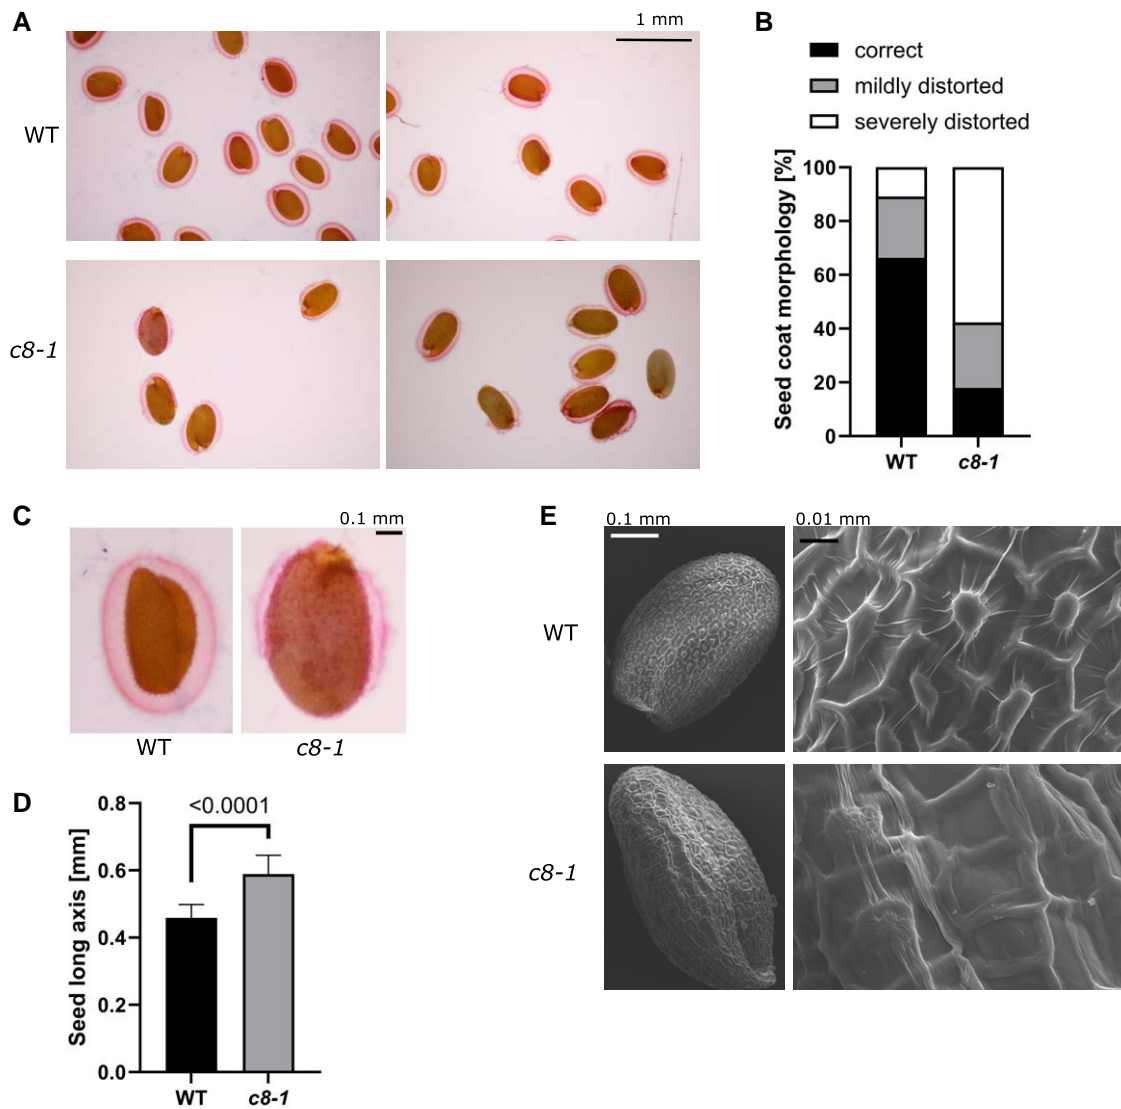 A
1 mm
WT
c8-1
B
correct
mildly distorted
severely distorted
Seed coat morphology [%]
100
80
60
40
20
0
WT
c8-1
C
0.1 mm
WT
c8-1
D
<0.0001
Seed long axis [mm]
0.8
0.6
0.4
0.2
0.0
WT
c8-1
E
0.1 mm
0.01 mm
WT
c8-1